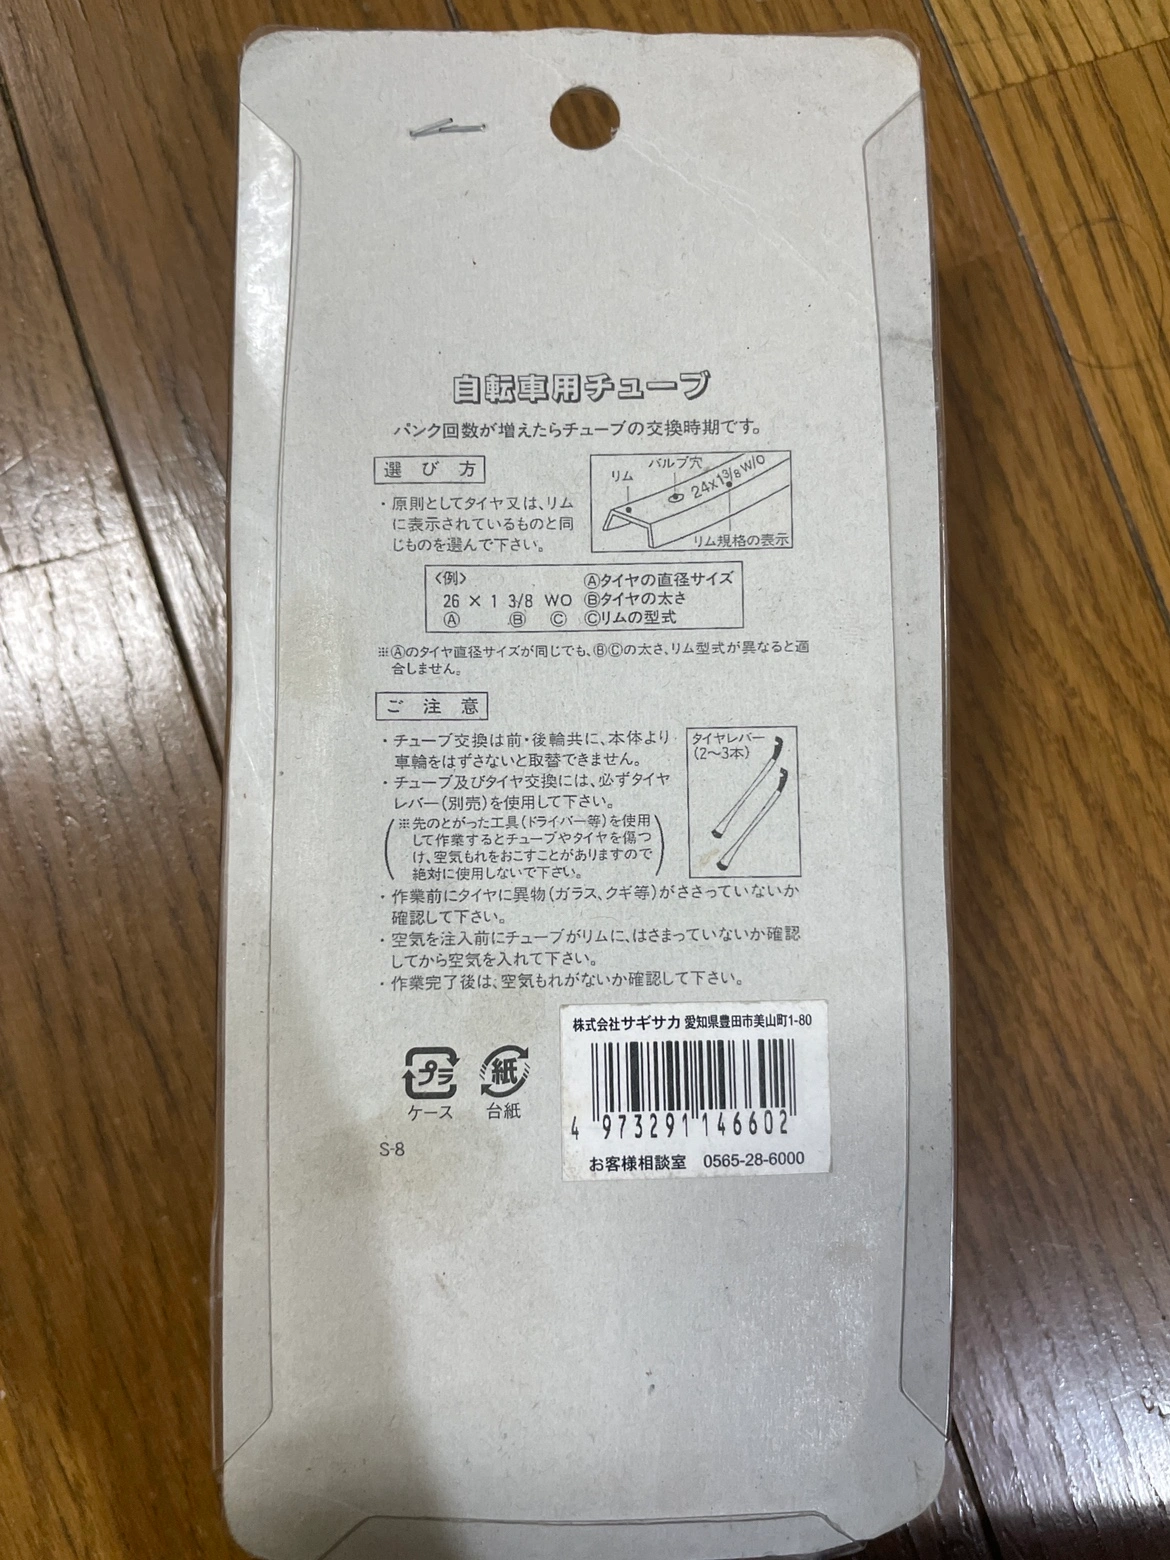 自転車用チューブ
パンク回数が増えたらチューブの交換時期です。
選び方
・原則としてタイヤ又は、リム
に表示されているものと同
じものを選んで下さい。
バルブ穴
リム
24×1 3/8 W/O
リム規格の表示
〈例〉
26 × 1 3/8 WO
Ⓐ Ⓑ Ⓒ
Ⓐタイヤの直径サイズ
Ⓑタイヤの太さ
Ⓒリムの型式
※Ⓐのタイヤ直径サイズが同じでも、ⒷⒸの太さ、リム型式が異なると適
合しません。
ご注意
・チューブ交換は前・後輪共に、本体より
車輪をはずさないと取替できません。
・チューブ及びタイヤ交換には、必ずタイヤ
レバー(別売)を使用して下さい。
(※先のとがった工具(ドライバー等)を使用
して作業するとチューブやタイヤを傷つ
け、空気もれをおこすことがありますので
絶対に使用しないで下さい。)
タイヤレバー
(2〜3本)
・作業前にタイヤに異物(ガラス、クギ等)がささっていないか
確認して下さい。
・空気を注入前にチューブがリムに、はさまっていないか確認
してから空気を入れて下さい。
・作業完了後は、空気もれがないか確認して下さい。
プラ
ケース
紙
台紙
S-8
株式会社サギサカ 愛知県豊田市美山町1-80
4 973291 146602
お客様相談室 0565-28-6000